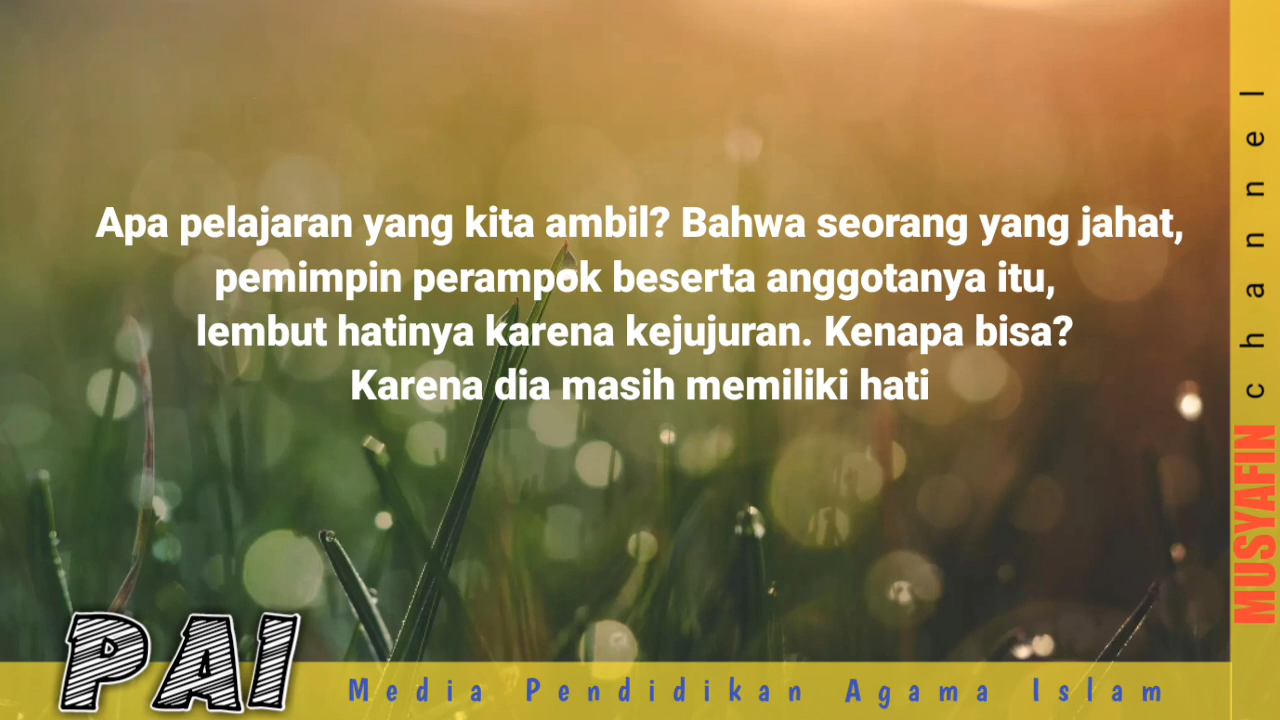 Apa pelajaran yang kita ambil? Bahwa seorang yang jahat,
pemimpin perampok beserta anggotanya itu,
lembut hatinya karena kejujuran. Kenapa bisa?
Karena dia masih memiliki hati
PAI
Media Pendidikan Agama Islam
MUSYAFIN channel